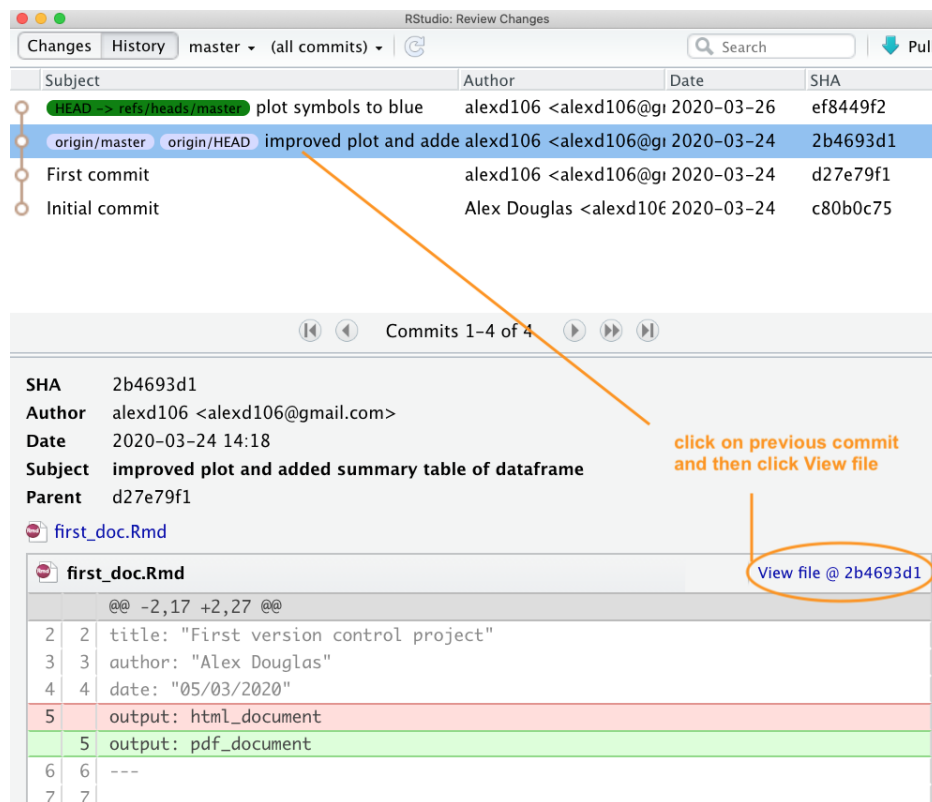 RStudio: Review Changes
Changes History master (all commits) Search Pul
Subject Author Date SHA
HEAD -> refs/heads/master plot symbols to blue alexd106 <alexd106@gr 2020-03-26 ef8449f2
origin/master origin/HEAD improved plot and adde alexd106 <alexd106@gr 2020-03-24 2b4693d1
First commit alexd106 <alexd106@gr 2020-03-24 d27e79f1
Initial commit Alex Douglas <alexd106 2020-03-24 c80b0c75
Commits 1-4 of 4
SHA 2b4693d1
Author alexd106 <alexd106@gmail.com>
Date 2020-03-24 14:18
Subject improved plot and added summary table of dataframe
Parent d27e79f1
click on previous commit
and then click View file
first_doc.Rmd
first_doc.Rmd View file @ 2b4693d1
@@ -2,17 +2,27 @@
2 2 title: "First version control project"
3 3 author: "Alex Douglas"
4 4 date: "05/03/2020"
5 output: html_document
5 output: pdf_document
6 6 ---
7 7